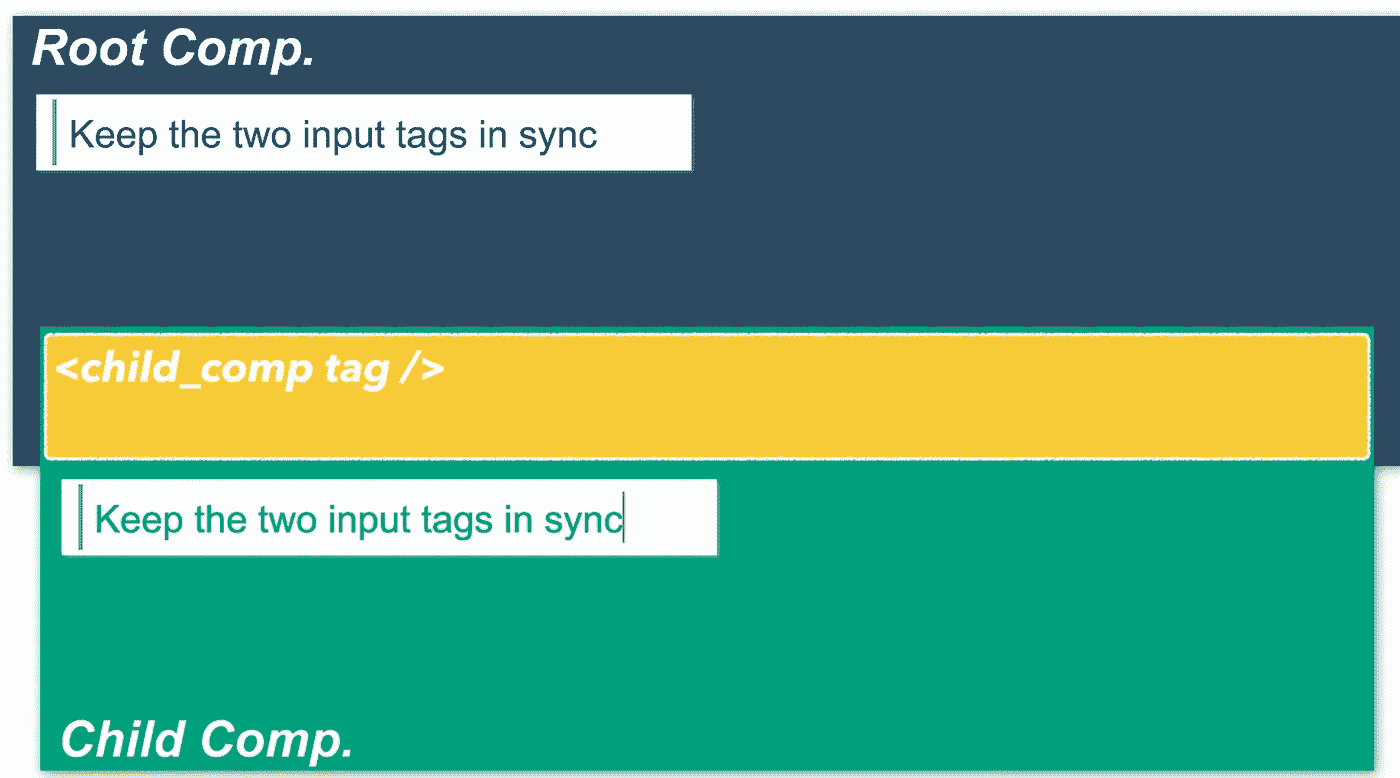 Root Comp.
Keep the two input tags in sync
<child_comp tag />
Keep the two input tags in sync
Child Comp.